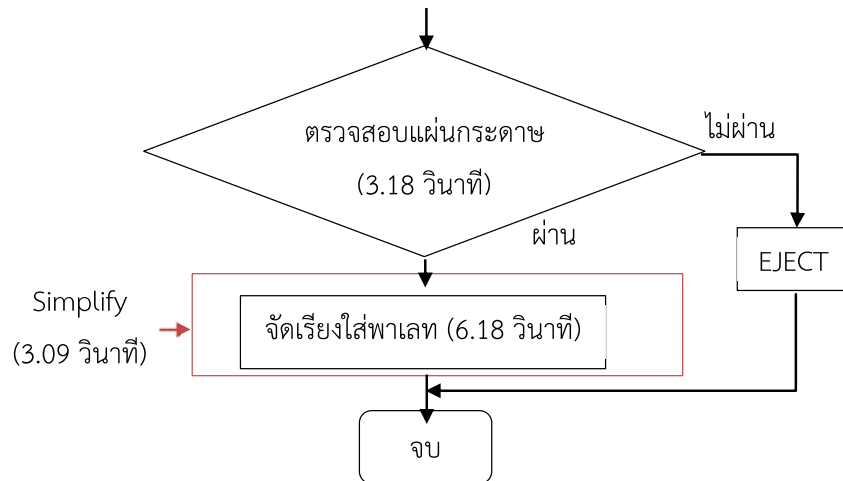 ตรวจสอบแผ่นกระดาษ
(3.18 วินาที)
ไม่ผ่าน
ผ่าน
EJECT
Simplify
(3.09 วินาที)
จัดเรียงใส่พาเลท (6.18 วินาที)
จบ